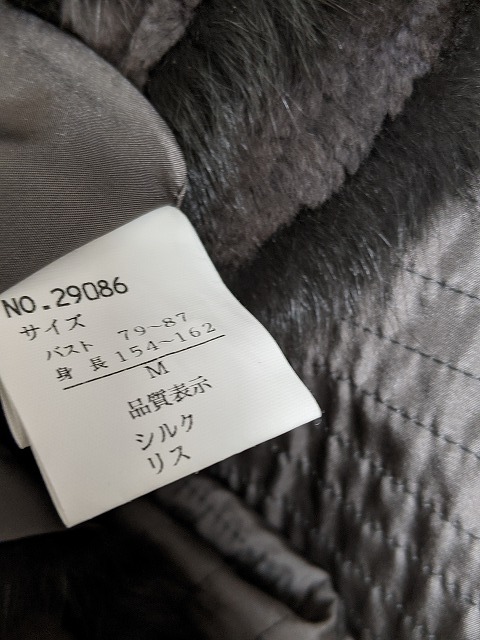 NO.29086
サイズ
バスト 79~87
身長 154~162
M
品質表示
シルク
リス